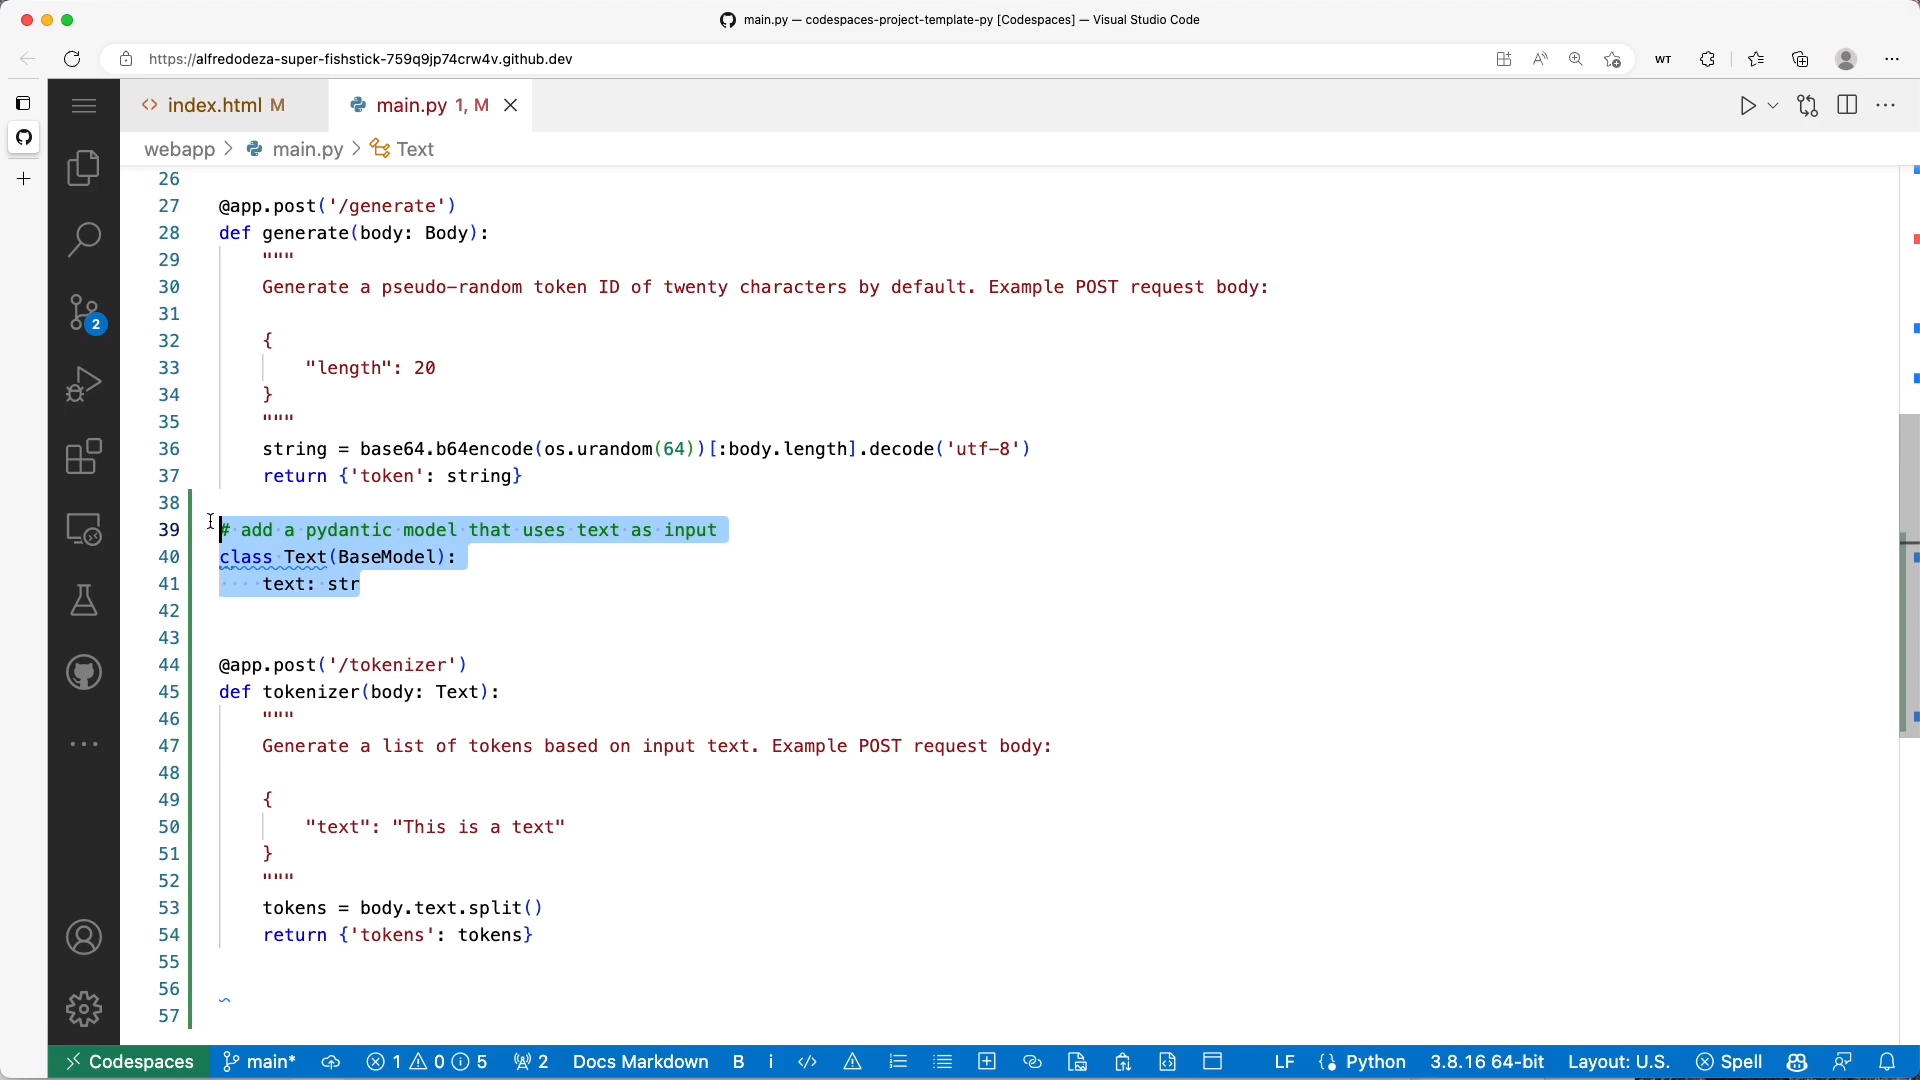 main.py — codespaces-project-template-py [Codespaces] — Visual Studio Code
https://alfredodeza-super-fishstick-759q9jp74crw4v.github.dev
WT
index.html M
main.py 1, M
webapp > main.py > Text
26
27 @app.post('/generate')
28 def generate(body: Body):
29 """
30 Generate a pseudo-random token ID of twenty characters by default. Example POST request body:
31
32 {
33 "length": 20
34 }
35 """
36 string = base64.b64encode(os.urandom(64))[:body.length].decode('utf-8')
37 return {'token': string}
38
39 # add a pydantic model that uses text as input
40 class Text(BaseModel):
41 text: str
42
43
44 @app.post('/tokenizer')
45 def tokenizer(body: Text):
46 """
47 Generate a list of tokens based on input text. Example POST request body:
48
49 {
50 "text": "This is a text"
51 }
52 """
53 tokens = body.text.split()
54 return {'tokens': tokens}
55
56
57
2
Codespaces main* 1 0 5 2 Docs Markdown B i LF Python 3.8.16 64-bit Layout: U.S. Spell